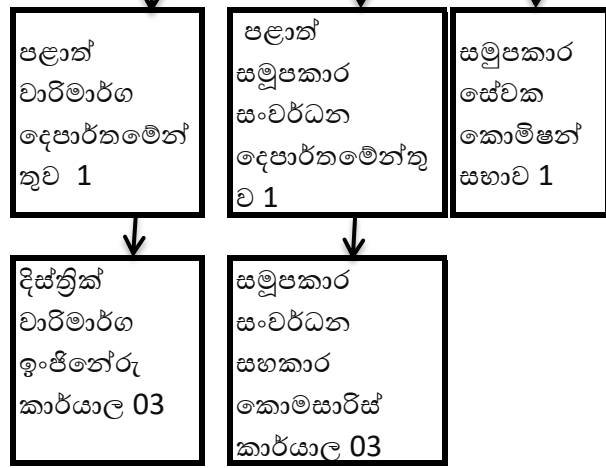 පළාත්
වාරිමාර්ග
දෙපාර්තමේන්
තුව 1
පළාත්
සමූපකාර
සංවර්ධන
දෙපාර්තමේන්තු
ව 1
සමුපකාර
සේවක
කොමිෂන්
සභාව 1
දිස්ත්‍රික්
වාරිමාර්ග
ඉංජිනේරු
කාර්යාල 03
සමූපකාර
සංවර්ධන
සහකාර
කොමසාරිස්
කාර්යාල 03